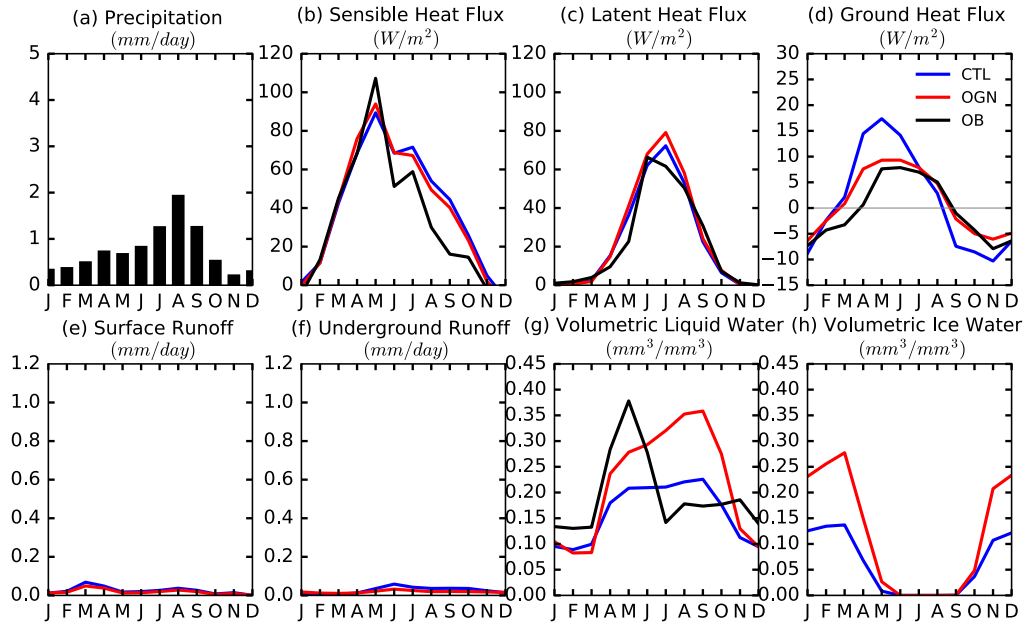 (a) Precipitation
(mm/day)
5
4
3
2
1
0
J F M A M J J A S O N D
(b) Sensible Heat Flux
(W/m²)
120
100
80
60
40
20
0
J F M A M J J A S O N D
(c) Latent Heat Flux
(W/m²)
120
100
80
60
40
20
0
J F M A M J J A S O N D
(d) Ground Heat Flux
(W/m²)
30
25
20
15
10
5
0
−5
−10
−15
CTL
OGN
OB
J F M A M J J A S O N D
(e) Surface Runoff
(mm/day)
1.2
1.0
0.8
0.6
0.4
0.2
0.0
J F M A M J J A S O N D
(f) Underground Runoff
(mm/day)
1.2
1.0
0.8
0.6
0.4
0.2
0.0
J F M A M J J A S O N D
(g) Volumetric Liquid Water
(mm³/mm³)
0.45
0.40
0.35
0.30
0.25
0.20
0.15
0.10
0.05
0.00
J F M A M J J A S O N D
(h) Volumetric Ice Water
(mm³/mm³)
0.45
0.40
0.35
0.30
0.25
0.20
0.15
0.10
0.05
0.00
J F M A M J J A S O N D